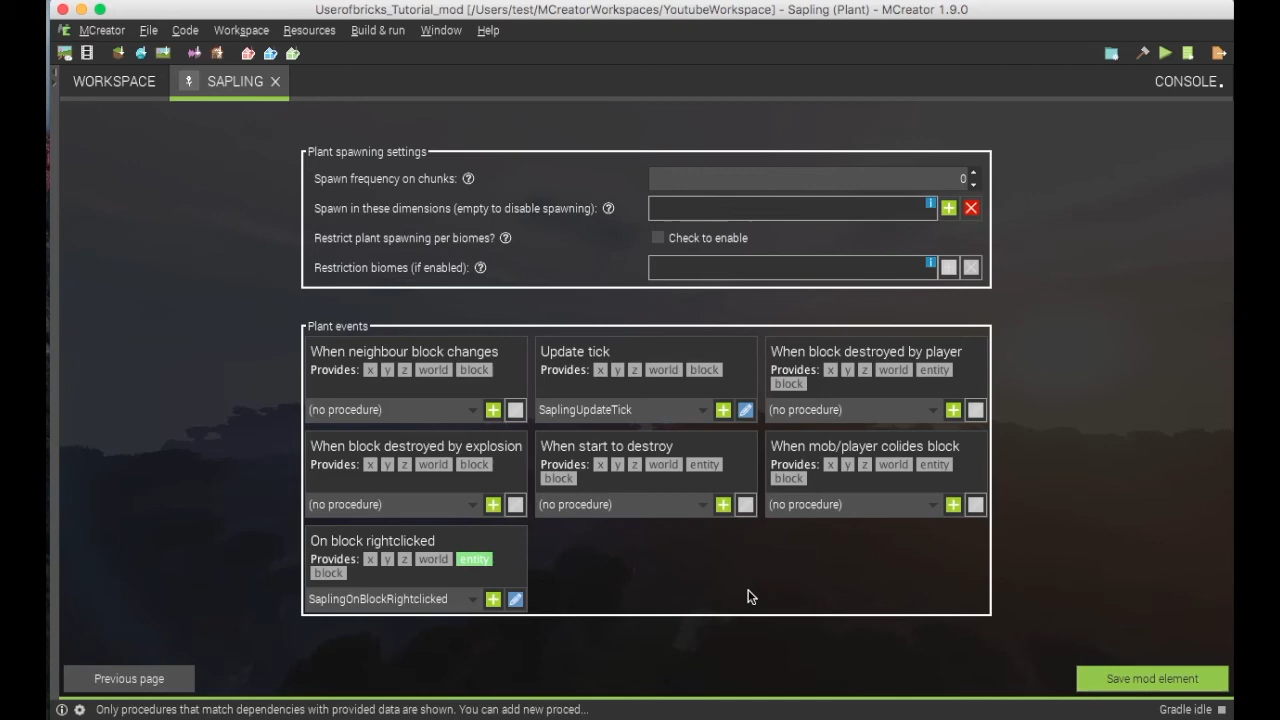 Userofbricks_Tutorial_mod [/Users/test/MCreatorWorkspaces/YoutubeWorkspace] - Sapling (Plant) - MCreator 1.9.0
MCreator File Code Workspace Resources Build & run Window Help
WORKSPACE SAPLING CONSOLE
Plant spawning settings
Spawn frequency on chunks: 0
Spawn in these dimensions (empty to disable spawning):
Restrict plant spawning per biomes? Check to enable
Restriction biomes (if enabled):
Plant events
When neighbour block changes
Provides: x y z world block
(no procedure)
Update tick
Provides: x y z world block
SaplingUpdateTick
When block destroyed by player
Provides: x y z world entity
block
(no procedure)
When block destroyed by explosion
Provides: x y z world block
(no procedure)
When start to destroy
Provides: x y z world entity
block
(no procedure)
When mob/player colides block
Provides: x y z world entity
block
(no procedure)
On block rightclicked
Provides: x y z world entity
block
SaplingOnBlockRightclicked
Previous page Save mod element
Only procedures that match dependencies with provided data are shown. You can add new proced... Gradle idle